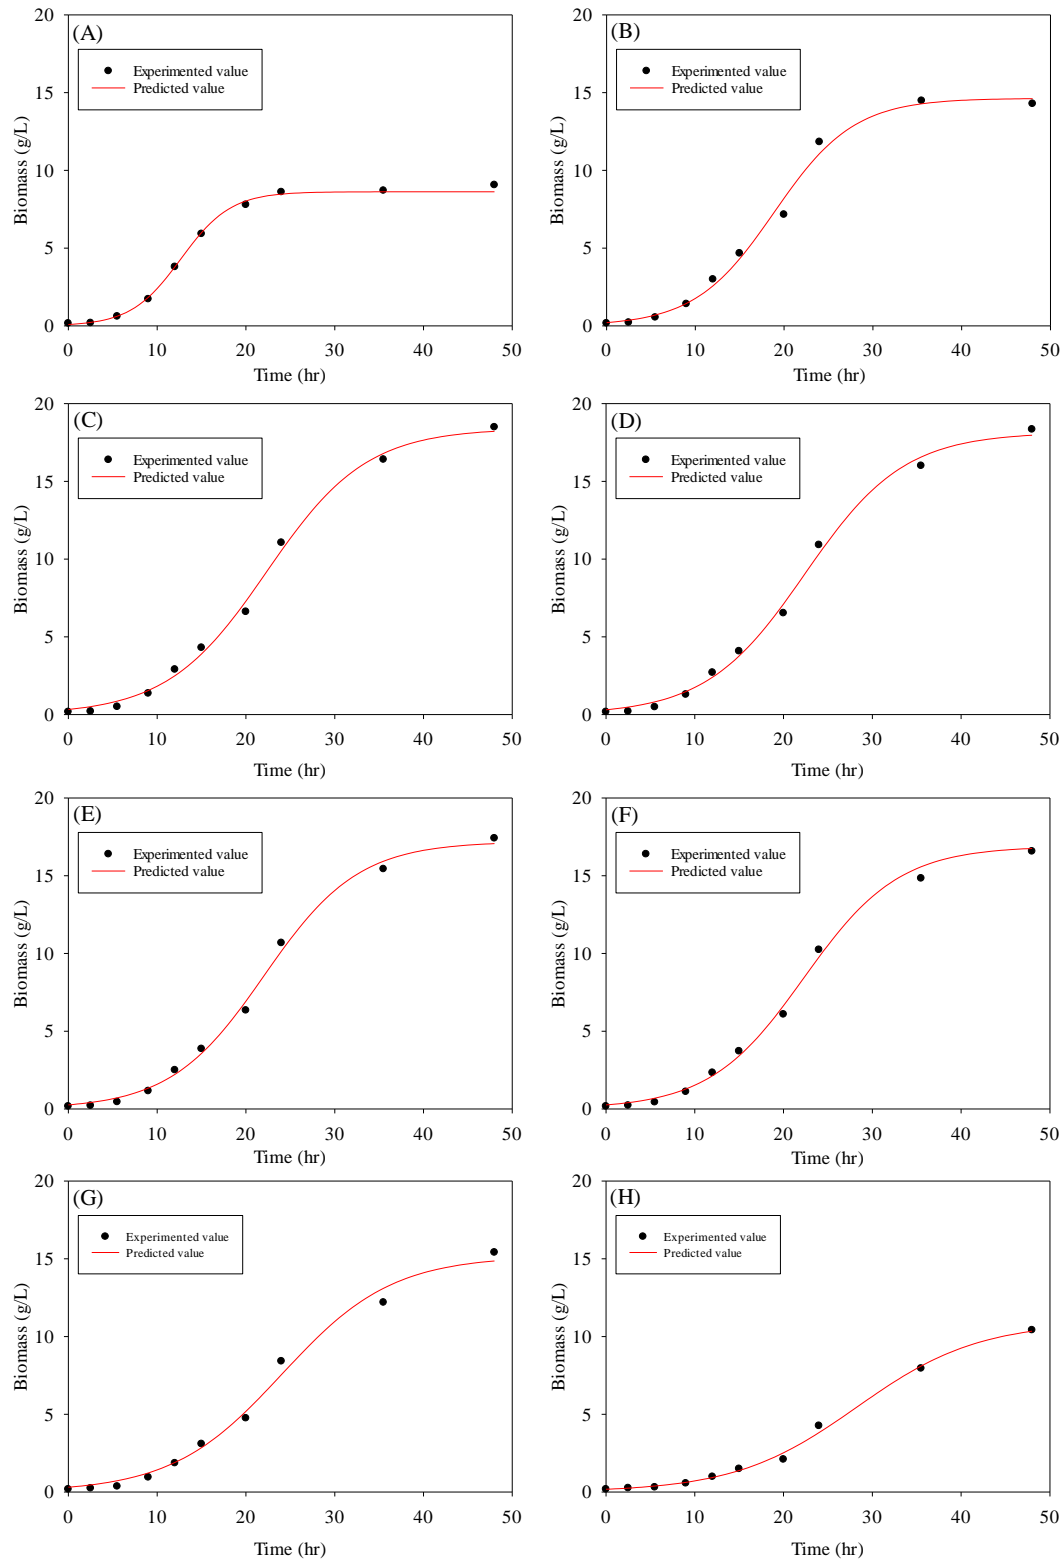 (A)
Experimented value
Predicted value
Biomass (g/L)
20
15
10
5
0
0 10 20 30 40 50
Time (hr)
(B)
Experimented value
Predicted value
Biomass (g/L)
20
15
10
5
0
0 10 20 30 40 50
Time (hr)
(C)
Experimented value
Predicted value
Biomass (g/L)
20
15
10
5
0
0 10 20 30 40 50
Time (hr)
(D)
Experimented value
Predicted value
Biomass (g/L)
20
15
10
5
0
0 10 20 30 40 50
Time (hr)
(E)
Experimented value
Predicted value
Biomass (g/L)
20
15
10
5
0
0 10 20 30 40 50
Time (hr)
(F)
Experimented value
Predicted value
Biomass (g/L)
20
15
10
5
0
0 10 20 30 40 50
Time (hr)
(G)
Experimented value
Predicted value
Biomass (g/L)
20
15
10
5
0
0 10 20 30 40 50
Time (hr)
(H)
Experimented value
Predicted value
Biomass (g/L)
20
15
10
5
0
0 10 20 30 40 50
Time (hr)